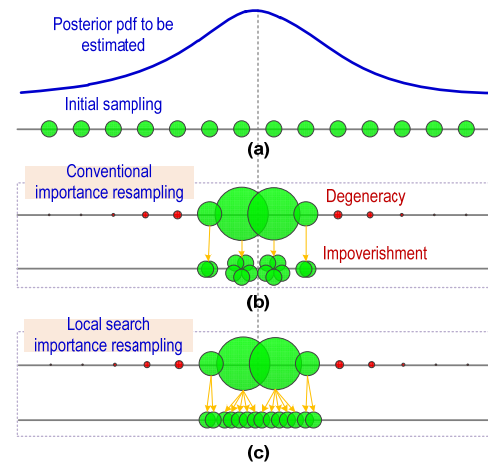 Posterior pdf to be
estimated
Initial sampling
(a)
Conventional
importance resampling
Degeneracy
Impoverishment
(b)
Local search
importance resampling
(c)